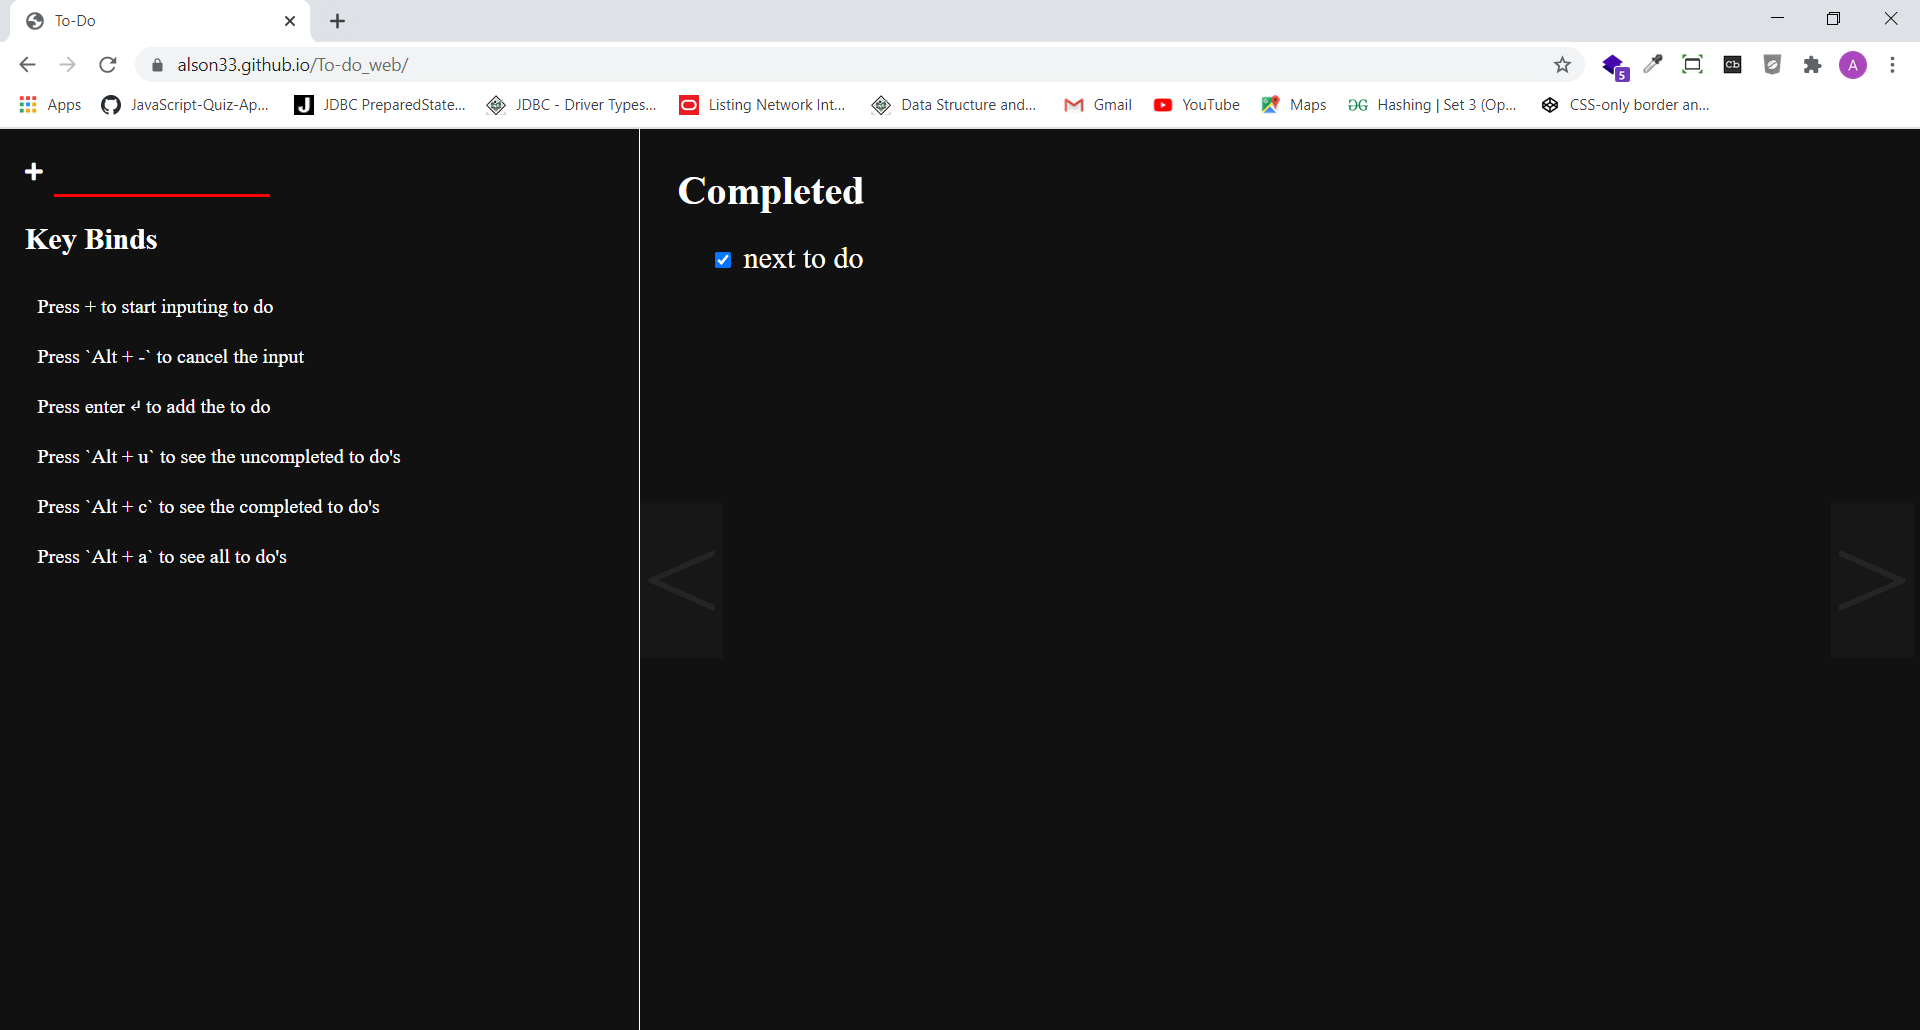 To-Do
alson33.github.io/To-do_web/
5
Cb
A
Apps
JavaScript-Quiz-Ap...
J
JDBC PreparedState...
JDBC - Driver Types...
Listing Network Int...
Data Structure and...
Gmail
YouTube
Maps
Hashing | Set 3 (Op...
CSS-only border an...
+
Key Binds
Press + to start inputing to do
Press `Alt + -` to cancel the input
Press enter ↵ to add the to do
Press `Alt + u` to see the uncompleted to do's
Press `Alt + c` to see the completed to do's
Press `Alt + a` to see all to do's
Completed
next to do
<
>